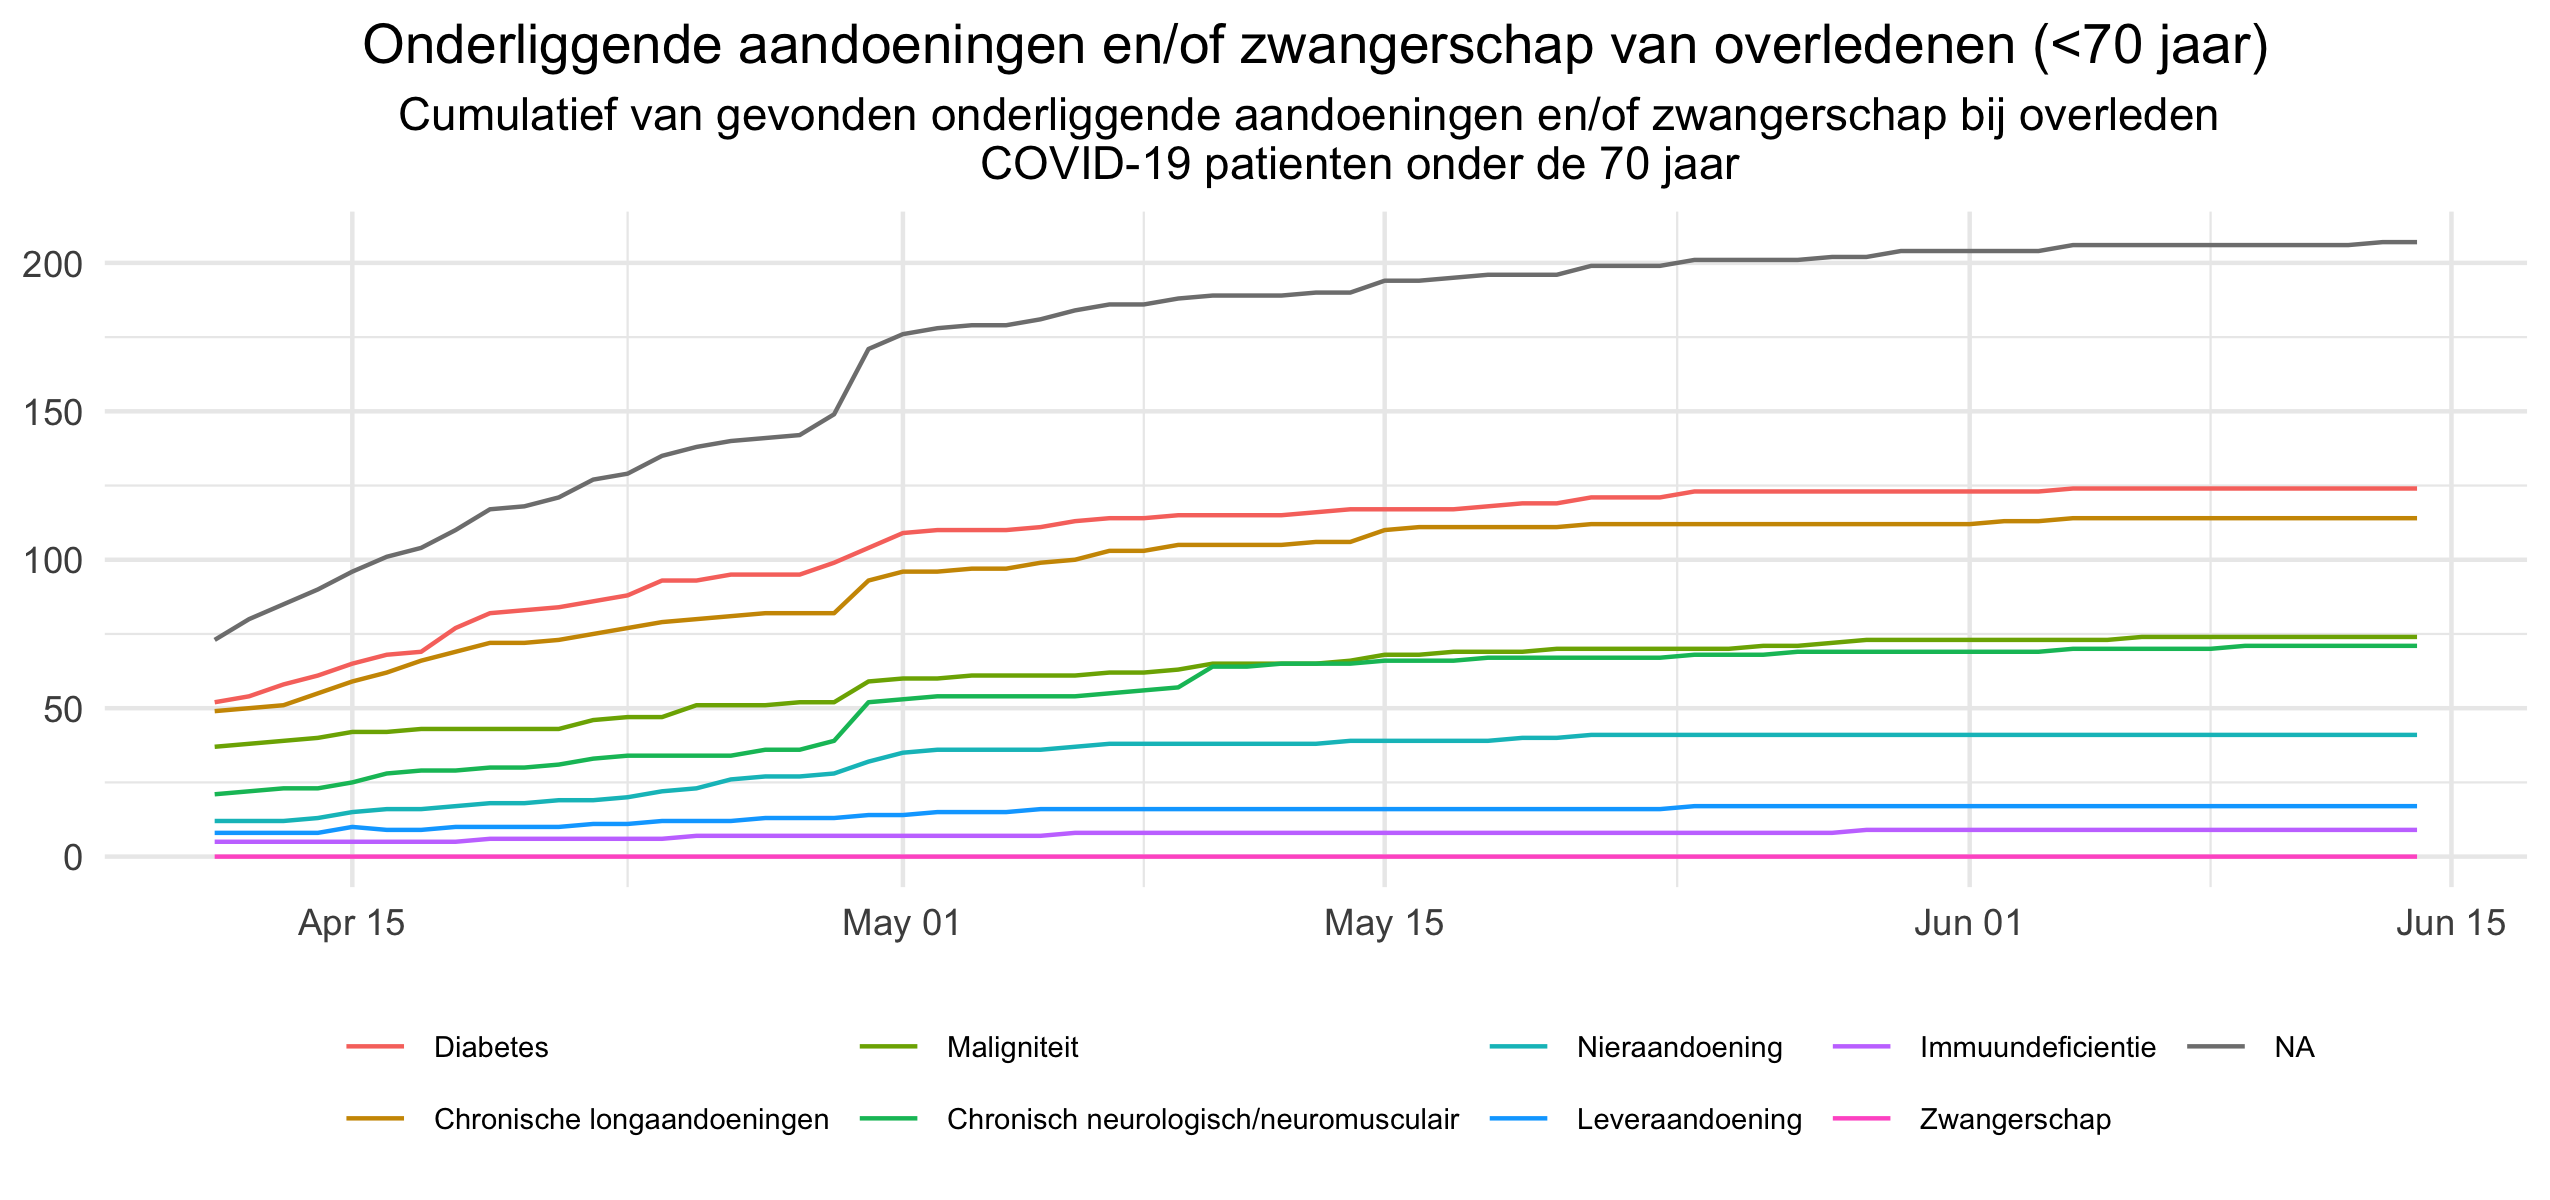 Onderliggende aandoeningen en/of zwangerschap van overledenen (<70 jaar)
Cumulatief van gevonden onderliggende aandoeningen en/of zwangerschap bij overleden
COVID-19 patienten onder de 70 jaar
200
150
100
50
0
Apr 15 May 01 May 15 Jun 01 Jun 15
Diabetes Maligniteit Nieraandoening Immuundeficientie NA
Chronische longaandoeningen Chronisch neurologisch/neuromusculair Leveraandoening Zwangerschap